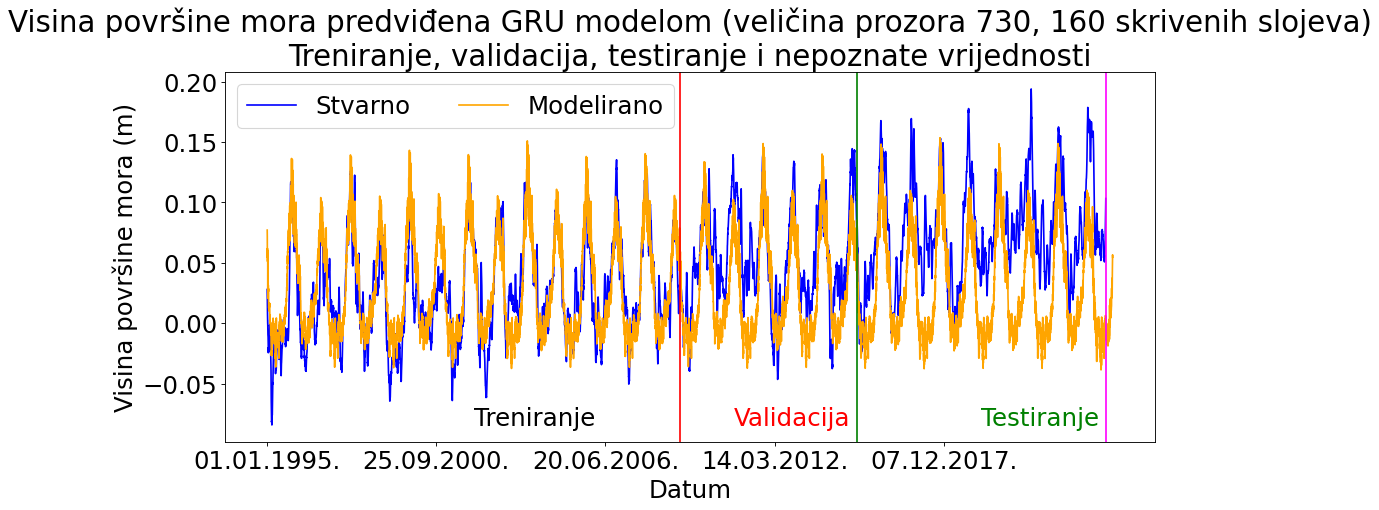 Visina površine mora predviđena GRU modelom (veličina prozora 730, 160 skrivenih slojeva)
Treniranje, validacija, testiranje i nepoznate vrijednosti
Stvarno
Modelirano
Visina površine mora (m)
0.20
0.15
0.10
0.05
0.00
−0.05
Treniranje
Validacija
Testiranje
01.01.1995.
25.09.2000.
20.06.2006.
14.03.2012.
07.12.2017.
Datum